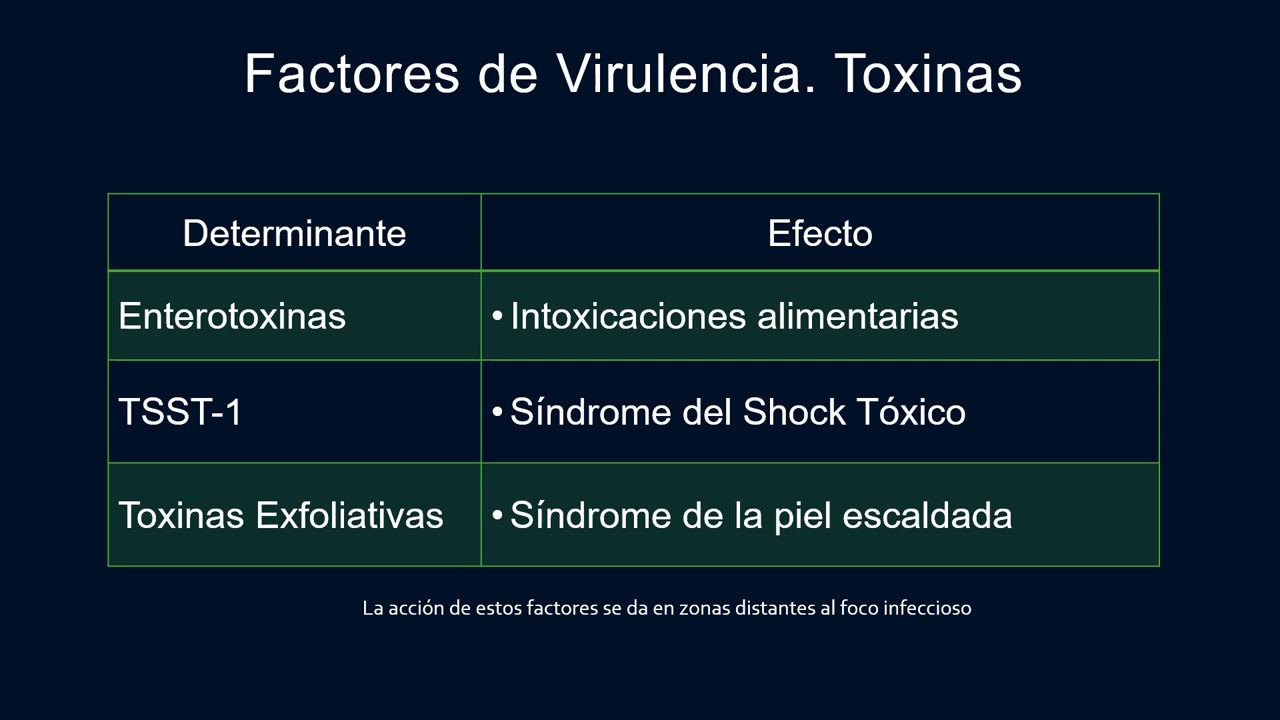 Factores de Virulencia. Toxinas
Determinante
Efecto
Enterotoxinas
• Intoxicaciones alimentarias
TSST-1
• Síndrome del Shock Tóxico
Toxinas Exfoliativas
• Síndrome de la piel escaldada
La acción de estos factores se da en zonas distantes al foco infeccioso